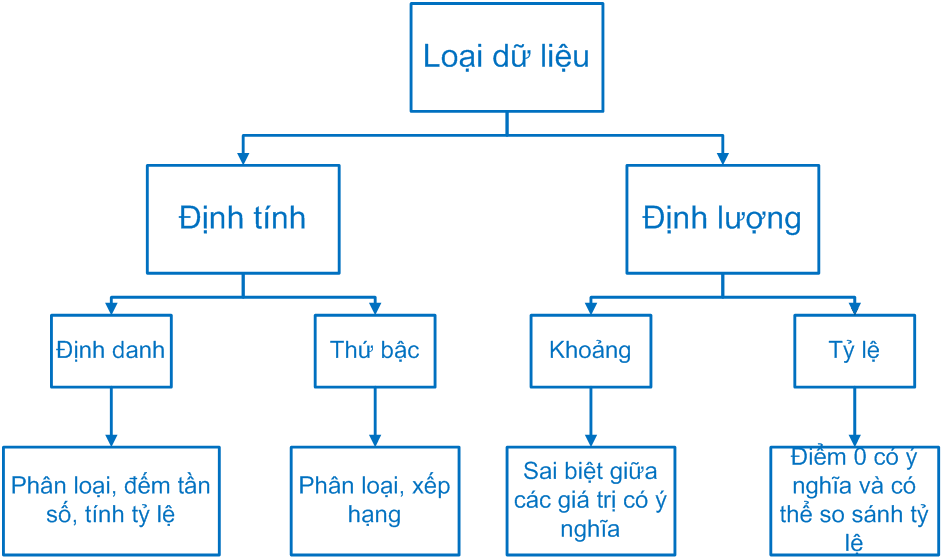 Loại dữ liệu
Định tính
Định lượng
Định danh
Thứ bậc
Khoảng
Tỷ lệ
Phân loại, đếm tần
số, tính tỷ lệ
Phân loại, xếp
hạng
Sai biệt giữa
các giá trị có ý
nghĩa
Điểm 0 có ý
nghĩa và có
thể so sánh tỷ
lệ